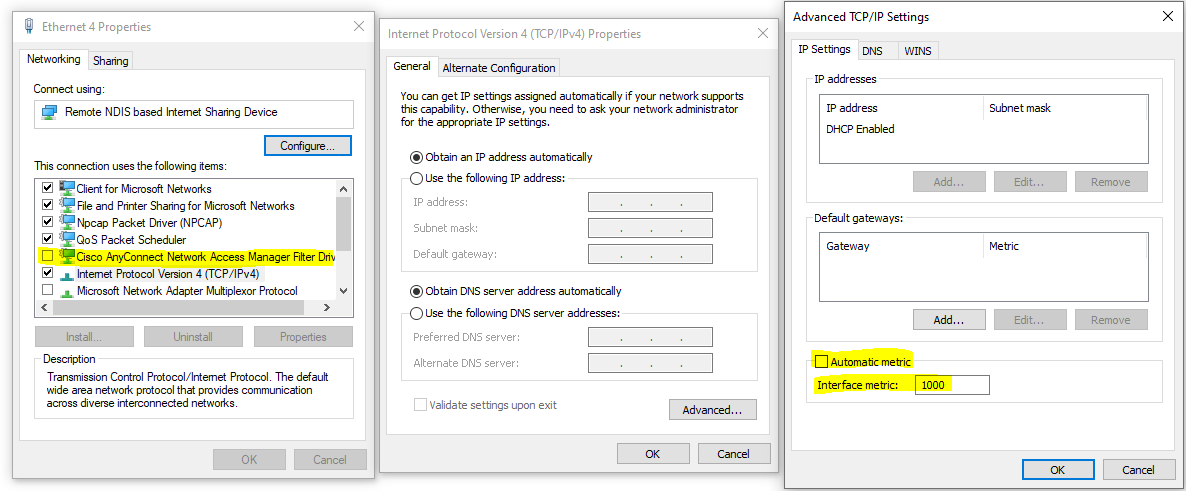 Ethernet 4 Properties
Networking
Sharing
Connect using:
Remote NDIS based Internet Sharing Device
Configure...
This connection uses the following items:
Client for Microsoft Networks
File and Printer Sharing for Microsoft Networks
Npcap Packet Driver (NPCAP)
QoS Packet Scheduler
Cisco AnyConnect Network Access Manager Filter Driv
Internet Protocol Version 4 (TCP/IPv4)
Microsoft Network Adapter Multiplexor Protocol
Install...
Uninstall
Properties
Description
Transmission Control Protocol/Internet Protocol. The default
wide area network protocol that provides communication
across diverse interconnected networks.
OK
Cancel
Internet Protocol Version 4 (TCP/IPv4) Properties
General
Alternate Configuration
You can get IP settings assigned automatically if your network supports
this capability. Otherwise, you need to ask your network administrator
for the appropriate IP settings.
Obtain an IP address automatically
Use the following IP address:
IP address:
. . .
Subnet mask:
. . .
Default gateway:
. . .
Obtain DNS server address automatically
Use the following DNS server addresses:
Preferred DNS server:
. . .
Alternate DNS server:
. . .
Validate settings upon exit
Advanced...
OK
Cancel
Advanced TCP/IP Settings
IP Settings
DNS
WINS
IP addresses
IP address
Subnet mask
DHCP Enabled
Add...
Edit...
Remove
Default gateways:
Gateway
Metric
Add...
Edit...
Remove
Automatic metric
Interface metric:
1000
OK
Cancel